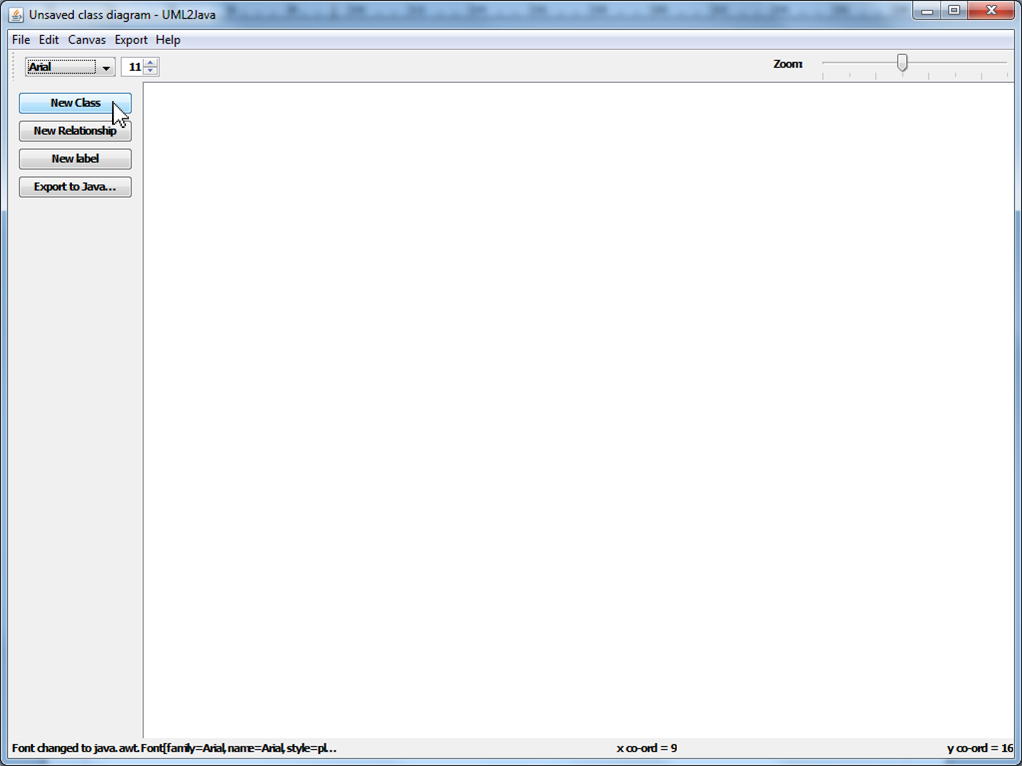 Unsaved class diagram - UML2Java
File Edit Canvas Export Help
Arial 11 Zoom
New Class
New Relationship
New label
Export to Java...
Font changed to java.awt.Font[family=Arial,name=Arial,style=pl... x co-ord = 9 y co-ord = 16